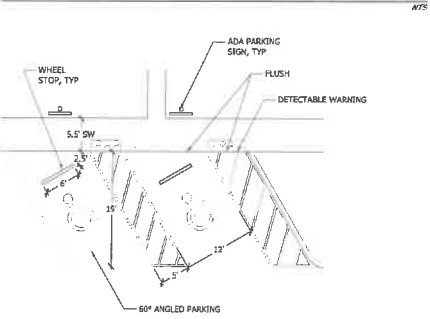 NTS
ADA PARKING
SIGN, TYP
WHEEL
STOP, TYP
FLUSH
DETECTABLE WARNING
5.5' SW
2.5'
6'
19'
12'
5'
60° ANGLED PARKING